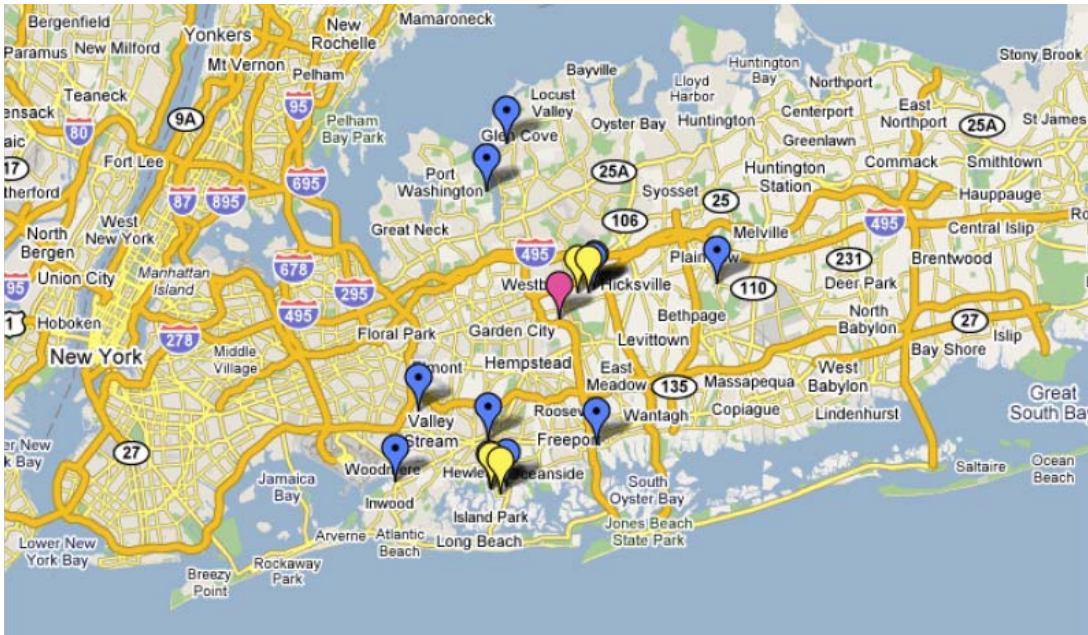 Bergenfield
Mamaroneck
Yonkers
New
Rochelle
Paramus
New Milford
Mt Vernon
Pelham
Bayville
Huntington
Bay
Stony Brook
Lloyd
Harbor
Northport
Teaneck
95
Locust
Valley
Centerport
East
Northport
9A
Pelham
Bay Park
80
Glen Cove
Oyster Bay
Huntington
25A
St James
Greenlawn
17
Fort Lee
Port
Washington
25A
Huntington
Station
Commack
Smithtown
695
Syosset
87
895
25
Hauppauge
West
New York
106
495
North
Bergen
Great Neck
Melville
Central Islip
495
678
231
Brentwood
Union City
Manhattan
Island
Hicksville
110
Deer Park
95
295
495
Bethpage
North
Babylon
1
Hoboken
Floral Park
Garden City
27
Islip
278
Levittown
Bay Shore
New York
Middle
Village
Hempstead
East
Meadow
West
Babylon
135
Massapequa
Great
South Ba
Valley
Stream
Wantagh
Copiague
Lindenhurst
27
Freeport
Jamaica
Bay
Inwood
South
Oyster Bay
Saltaire
Ocean
Beach
Island Park
Jones Beach
State Park
Lower New
York Bay
Arverne
Atlantic
Beach
Long Beach
Breezy
Point
Rockaway
Park